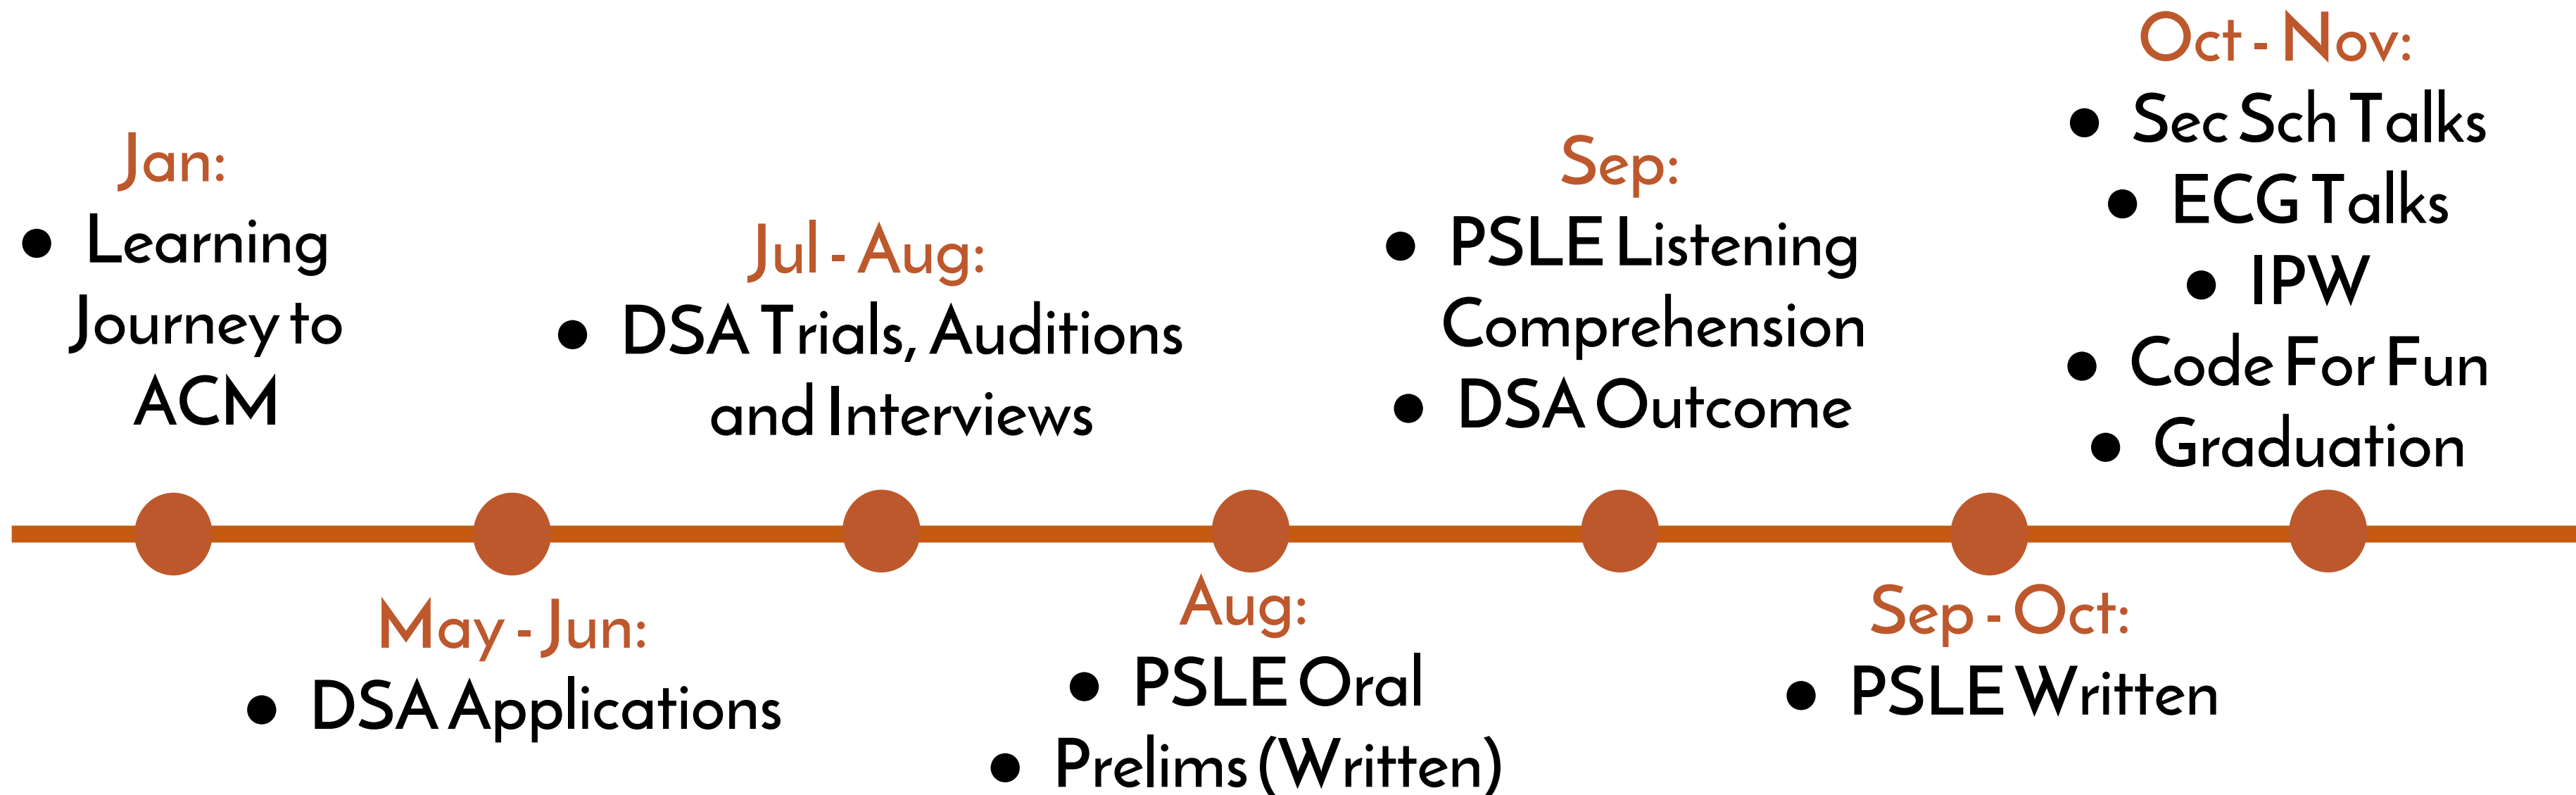 Jan:
● Learning
Journey to
ACM
May - Jun:
● DSA Applications
Jul - Aug:
● DSA Trials, Auditions
and Interviews
Aug:
● PSLE Oral
● Prelims (Written)
Sep:
● PSLE Listening
Comprehension
● DSA Outcome
Sep - Oct:
● PSLE Written
Oct - Nov:
● Sec Sch Talks
● ECG Talks
● IPW
● Code For Fun
● Graduation